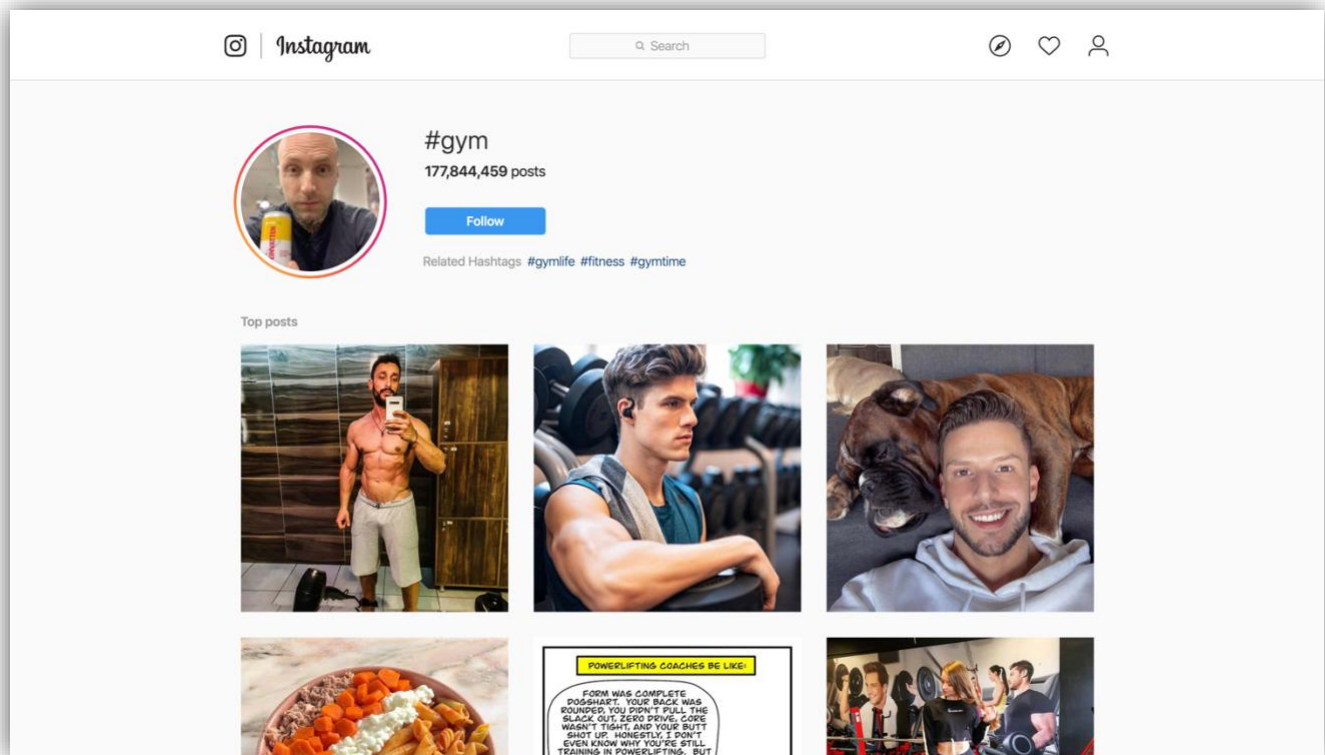 Instagram
Search
#gym
177,844,459 posts
Follow
Related Hashtags #gymlife #fitness #gymtime
Top posts
POWERLIFTING COACHES BE LIKE:
FORM WAS COMPLETE
DOGSHART. YOUR BACK WAS
ROUNDED, YOU DIDN'T PULL THE
SLACK OUT, ZERO DRIVE, CORE
WASN'T TIGHT, AND YOUR BUTT
SHOT UP. HONESTLY, I DON'T
EVEN KNOW WHY YOU'RE STILL
TRAINING IN POWERLIFTING. BUT